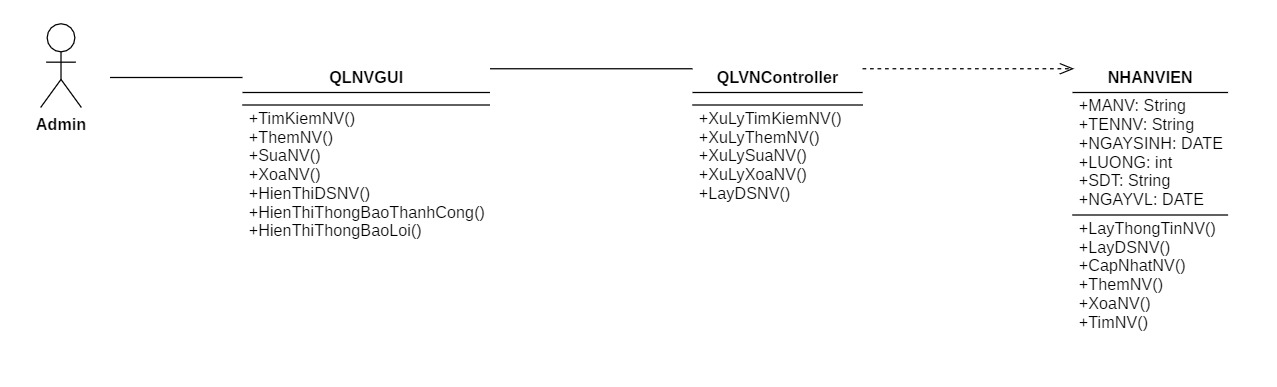 Admin
QLNVGUI
+TimKiemNV()
+ThemNV()
+SuaNV()
+XoaNV()
+HienThiDSNV()
+HienThiThongBaoThanhCong()
+HienThiThongBaoLoi()
QLVNController
+XuLyTimKiemNV()
+XuLyThemNV()
+XuLySuaNV()
+XuLyXoaNV()
+LayDSNV()
NHANVIEN
+MANV: String
+TENNV: String
+NGAYSINH: DATE
+LUONG: int
+SDT: String
+NGAYVL: DATE
+LayThongTinNV()
+LayDSNV()
+CapNhatNV()
+ThemNV()
+XoaNV()
+TimNV()